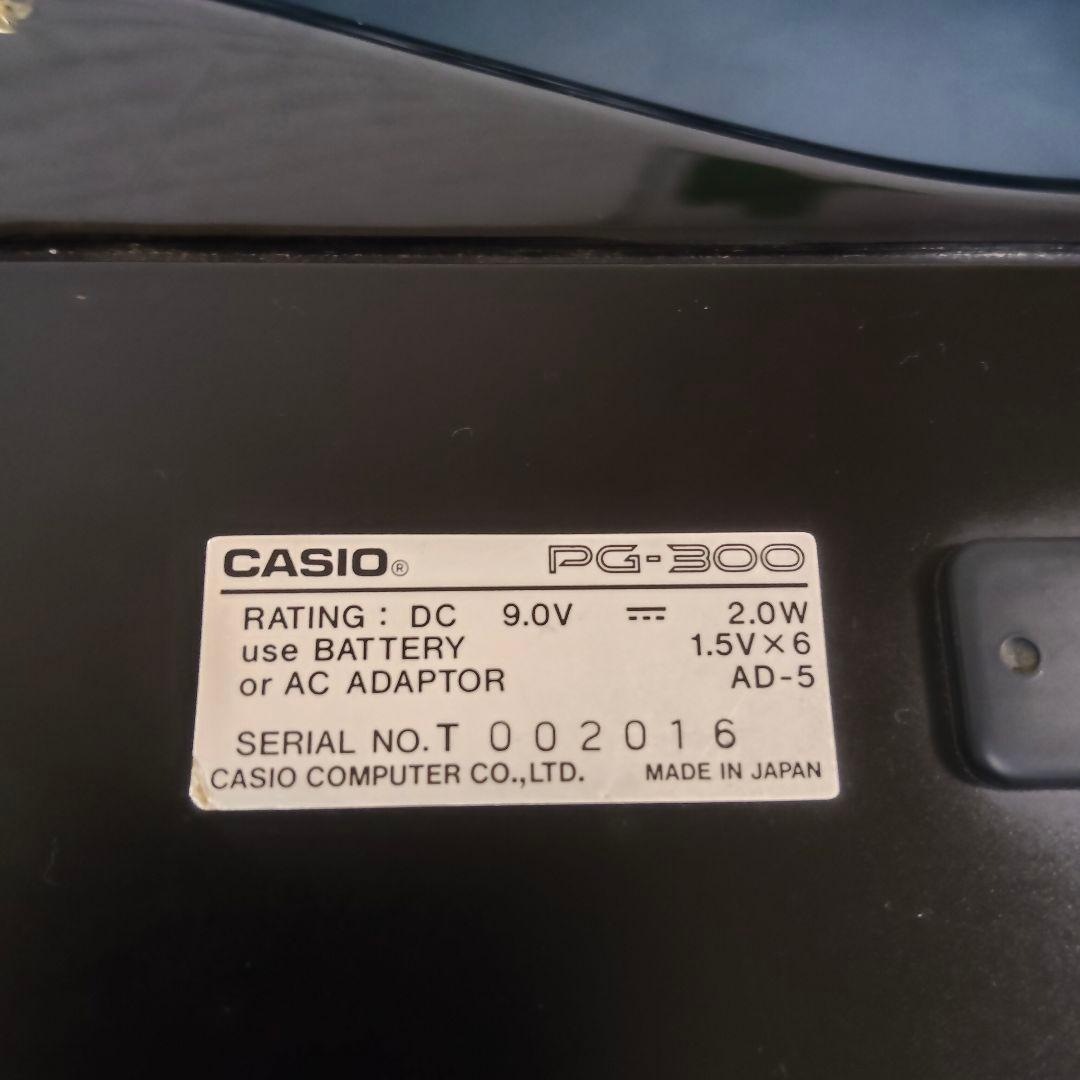 CASIO® PG-300
RATING : DC 9.0V ⎓ 2.0W
use BATTERY 1.5V×6
or AC ADAPTOR AD-5
SERIAL NO. T 002016
CASIO COMPUTER CO.,LTD. MADE IN JAPAN